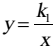 y = k₁/x